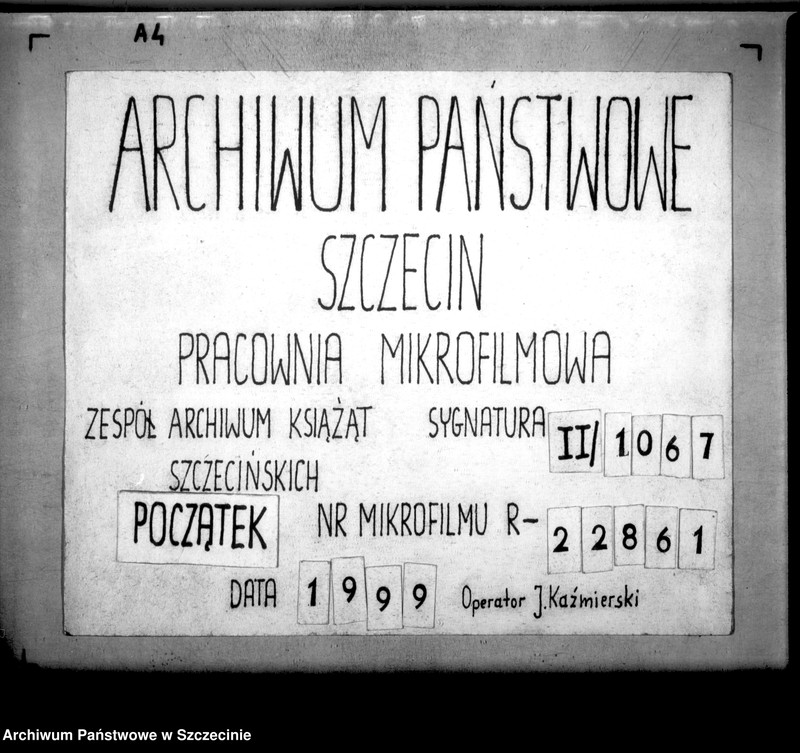 A4
ARCHIWUM PAŃSTWOWE
SZCZECIN
PRACOWNIA MIKROFILMOWA
ZESPÓŁ ARCHIWUM KSIĄŻĄT SYGNATURA II/1067
SZCZECIŃSKICH
POCZĄTEK NR MIKROFILMU R-22861
DATA 1999 Operator J.Kaźmierski
Archiwum Państwowe w Szczecinie